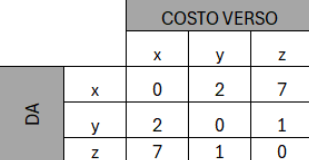 COSTO VERSO
x y z
DA
x 0 2 7
y 2 0 1
z 7 1 0